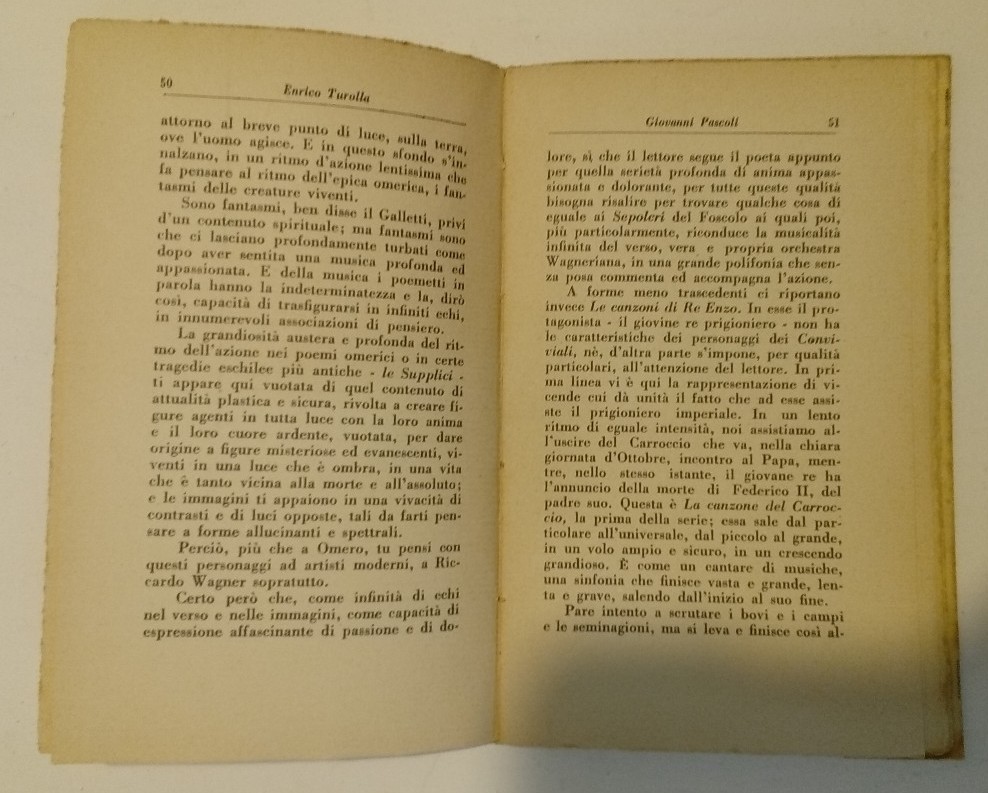 50
Enrico Turolla
attorno al breve punto di luce, sulla terra,
ove l'uomo agisce. E in questo sfondo s'in-
nalzano, in un ritmo d'azione lentissima che
fa pensare al ritmo dell'epica omerica, i fan-
tasmi delle creature viventi.
Sono fantasmi, ben disse il Galletti, privi
d'un contenuto spirituale; ma fantasmi sono
che ci lasciano profondamente turbati come
dopo aver sentita una musica profonda ed
appassionata. E della musica i poemetti in
parola hanno la indeterminatezza e la, dirò
così, capacità di trasfigurarsi in infiniti echi,
in innumerevoli associazioni di pensiero.
La grandiosità austera e profonda del rit-
mo dell'azione nei poemi omerici o in certe
tragedie eschilee più antiche - le Supplici -
ti appare qui vuotata di quel contenuto di
attualità plastica e sicura, rivolta a creare fi-
gure agenti in tutta luce con la loro anima
e il loro cuore ardente, vuotata, per dare
origine a figure misteriose ed evanescenti, vi-
venti in una luce che è ombra, in una vita
che è tanto vicina alla morte e all'assoluto;
e le immagini ti appaiono in una vivacità di
contrasti e di luci opposte, tali da farti pen-
sare a forme allucinanti e spettrali.
Perciò, più che a Omero, tu pensi con
questi personaggi ad artisti moderni, a Ric-
cardo Wagner sopratutto.
Certo però che, come infinità di echi
nel verso e nelle immagini, come capacità di
espressione affascinante di passione e di do-
Giovanni Pascoli
51
lore, sì che il lettore segue il poeta appunto
per quella serietà profonda di anima appas-
sionata e dolorante, per tutte queste qualità
bisogna risalire per trovare qualche cosa di
eguale ai Sepolcri del Foscolo ai quali poi,
più particolarmente, riconduce la musicalità
infinita del verso, vera e propria orchestra
Wagneriana, in una grande polifonia che sen-
za posa commenta ed accompagna l'azione.
A forme meno trascedenti ci riportano
invece Le canzoni di Re Enzo. In esse il pro-
tagonista - il giovine re prigioniero - non ha
le caratteristiche dei personaggi dei Convi-
viali, nè, d'altra parte s'impone, per qualità
particolari, all'attenzione del lettore. In pri-
ma linea vi è qui la rappresentazione di vi-
cende cui dà unità il fatto che ad esse assi-
ste il prigioniero imperiale. In un lento
ritmo di eguale intensità, noi assistiamo al-
l'uscire del Carroccio che va, nella chiara
giornata d'Ottobre, incontro al Papa, men-
tre, nello stesso istante, il giovane re ha
l'annuncio della morte di Federico II, del
padre suo. Questa è La canzone del Carroc-
cio, la prima della serie; essa sale dal par-
ticolare all'universale, dal piccolo al grande,
in un volo ampio e sicuro, in un crescendo
grandioso. È come un cantare di musiche,
una sinfonia che finisce vasta e grande, len-
ta e grave, salendo dall'inizio al suo fine.
Pare intento a scrutare i bovi e i campi
e le seminagioni, ma si leva e finisce così al-